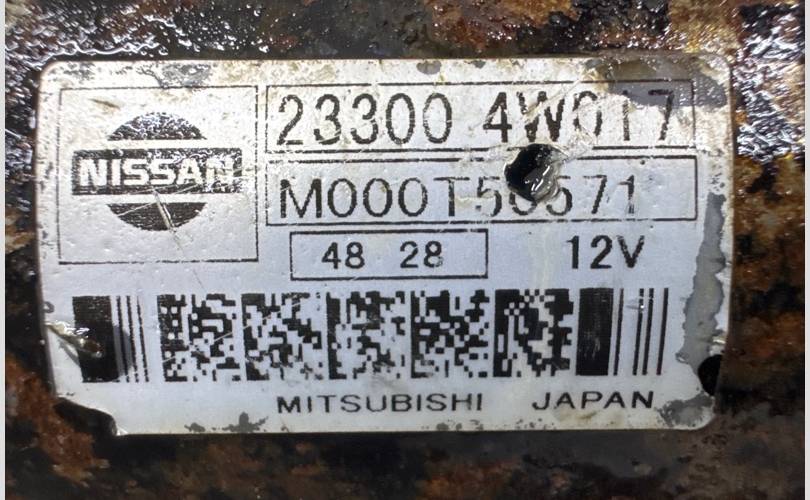 23300 4W017
NISSAN
48 28 12V
MITSUBISHI JAPAN